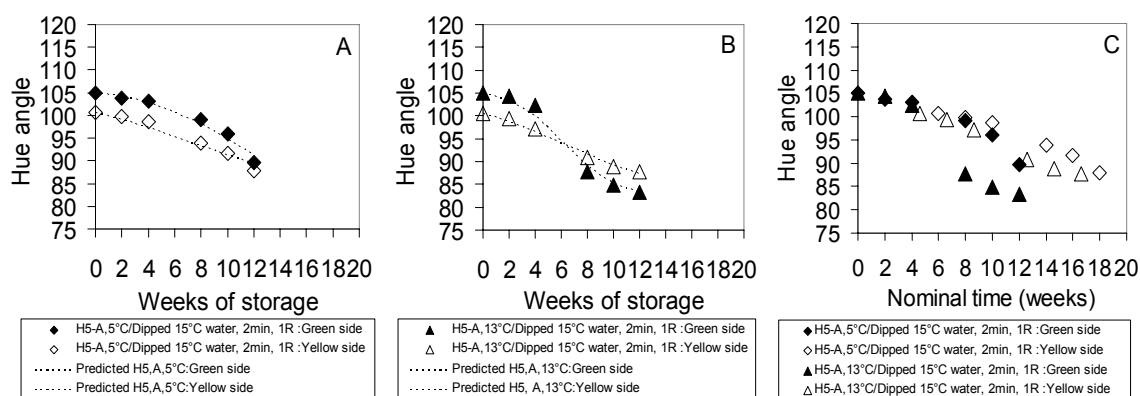 A
Hue angle
120
115
110
105
100
95
90
85
80
75
0 2 4 6 8 10 12 14 16 18 20
Weeks of storage
H5-A,5°C/Dipped 15°C water, 2min, 1R :Green side
H5-A,5°C/Dipped 15°C water, 2min, 1R :Yellow side
Predicted H5,A,5°C:Green side
Predicted H5,A,5°C:Yellow side
B
Hue angle
120
115
110
105
100
95
90
85
80
75
0 2 4 6 8 10 12 14 16 18 20
Weeks of storage
H5-A,13°C/Dipped 15°C water, 2min, 1R :Green side
H5-A,13°C/Dipped 15°C water, 2min, 1R :Yellow side
Predicted H5,A,13°C:Green side
Predicted H5, A,13°C:Yellow side
C
Hue angle
120
115
110
105
100
95
90
85
80
75
0 2 4 6 8 10 12 14 16 18 20
Nominal time (weeks)
H5-A,5°C/Dipped 15°C water, 2min, 1R :Green side
H5-A,5°C/Dipped 15°C water, 2min, 1R :Yellow side
H5-A,13°C/Dipped 15°C water, 2min, 1R :Green side
H5-A,13°C/Dipped 15°C water, 2min, 1R :Yellow side